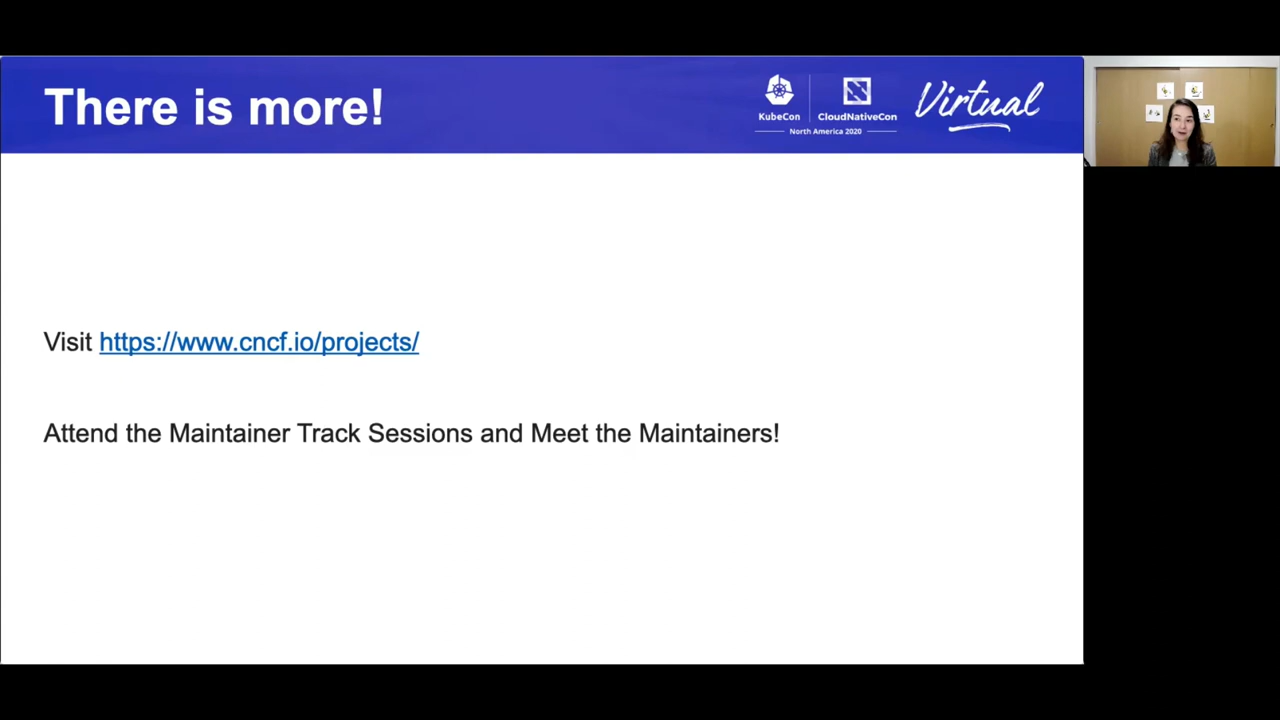 There is more!
KubeCon
CloudNativeCon
North America 2020
Virtual
Visit https://www.cncf.io/projects/
Attend the Maintainer Track Sessions and Meet the Maintainers!